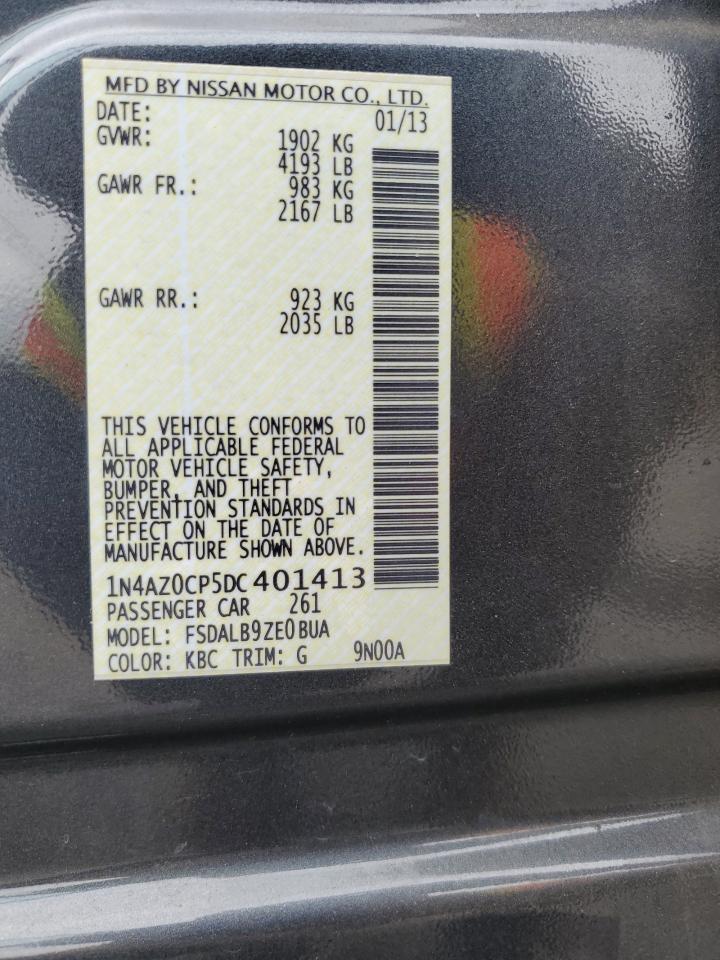 MFD BY NISSAN MOTOR CO., LTD.
DATE: 01/13
GVWR: 1902 KG
4193 LB
GAWR FR.: 983 KG
2167 LB
GAWR RR.: 923 KG
2035 LB
THIS VEHICLE CONFORMS TO
ALL APPLICABLE FEDERAL
MOTOR VEHICLE SAFETY,
BUMPER, AND THEFT
PREVENTION STANDARDS IN
EFFECT ON THE DATE OF
MANUFACTURE SHOWN ABOVE.
1N4AZ0CP5DC401413
PASSENGER CAR 261
MODEL: FSDALB9ZE0BUA
COLOR: KBC TRIM: G 9N00A